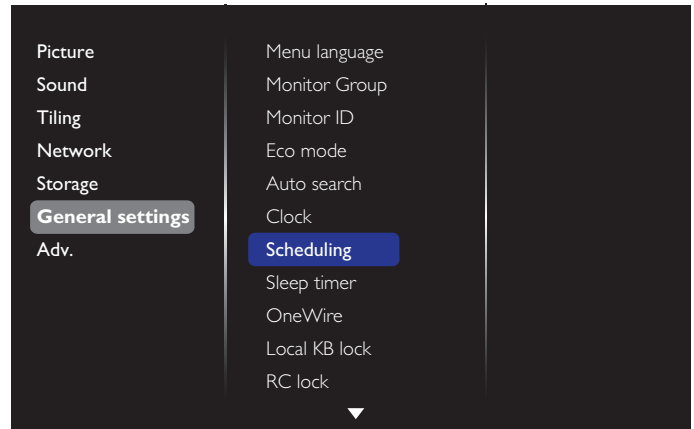 Picture
Sound
Tiling
Network
Storage
General settings
Adv.
Menu language
Monitor Group
Monitor ID
Eco mode
Auto search
Clock
Scheduling
Sleep timer
OneWire
Local KB lock
RC lock